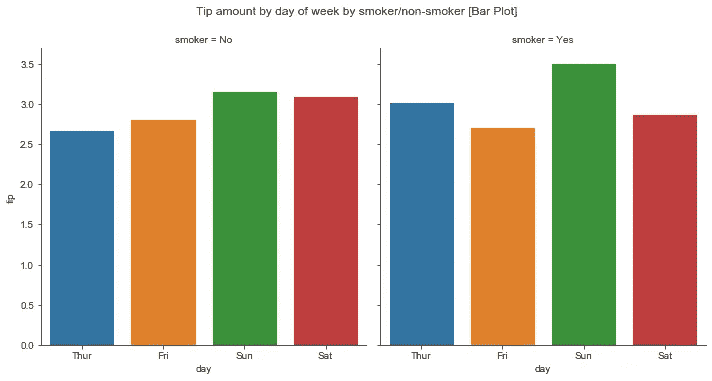 Tip amount by day of week by smoker/non-smoker [Bar Plot]
smoker = No
smoker = Yes
3.5
3.0
2.5
2.0
1.5
1.0
0.5
0.0
tip
Thur Fri Sun Sat
day
Thur Fri Sun Sat
day